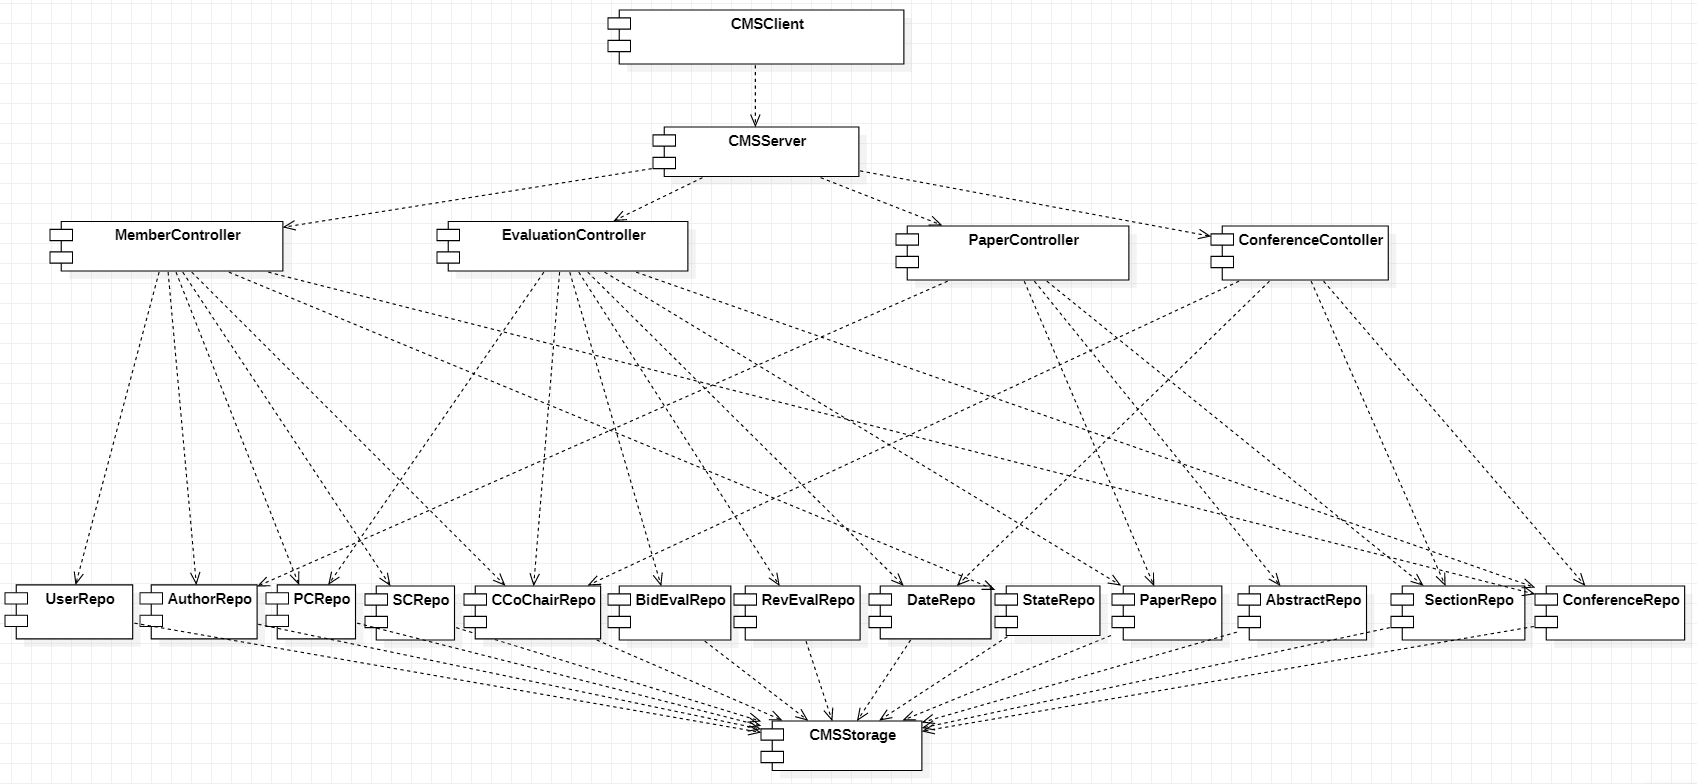 CMSClient
CMSServer
MemberController
EvaluationController
PaperController
ConferenceContoller
UserRepo
AuthorRepo
PCRepo
SCRepo
CCoChairRepo
BidEvalRepo
RevEvalRepo
DateRepo
StateRepo
PaperRepo
AbstractRepo
SectionRepo
ConferenceRepo
CMSStorage